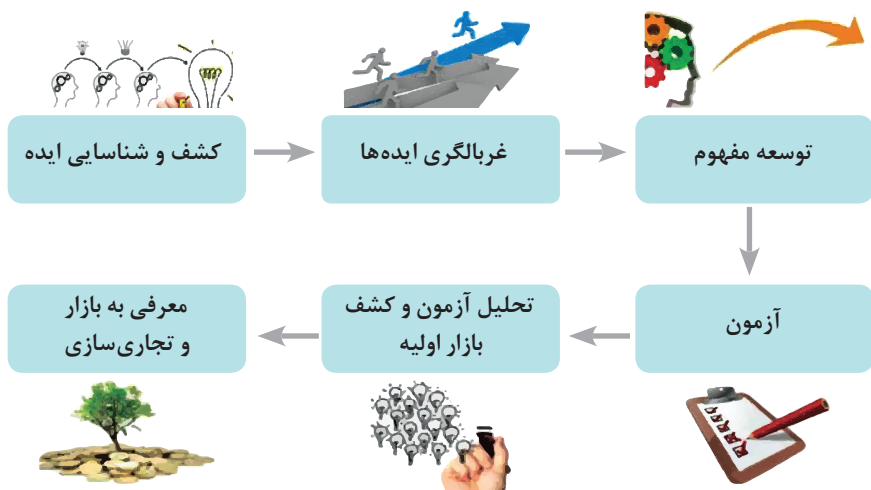 کشف و شناسایی ایده
غربالگری ایده‌ها
توسعه مفهوم
آزمون
تحلیل آزمون و کشف
بازار اولیه
معرفی به بازار
و تجاری‌سازی